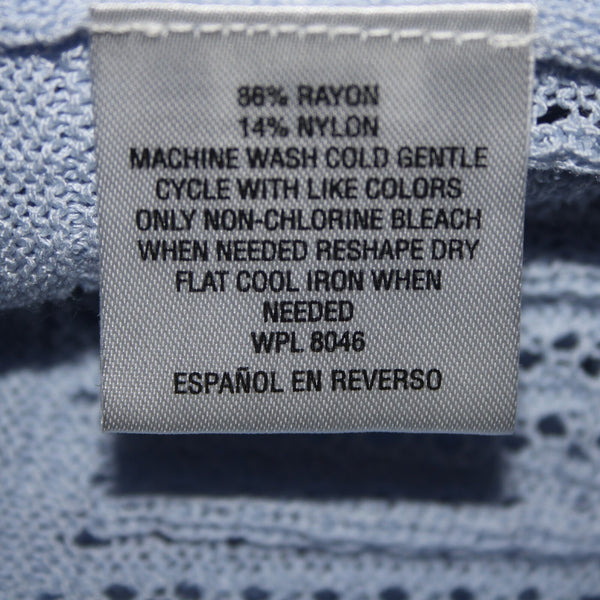 86% RAYON
14% NYLON
MACHINE WASH COLD GENTLE
CYCLE WITH LIKE COLORS
ONLY NON-CHLORINE BLEACH
WHEN NEEDED RESHAPE DRY
FLAT COOL IRON WHEN
NEEDED
WPL 8046
ESPAÑOL EN REVERSO